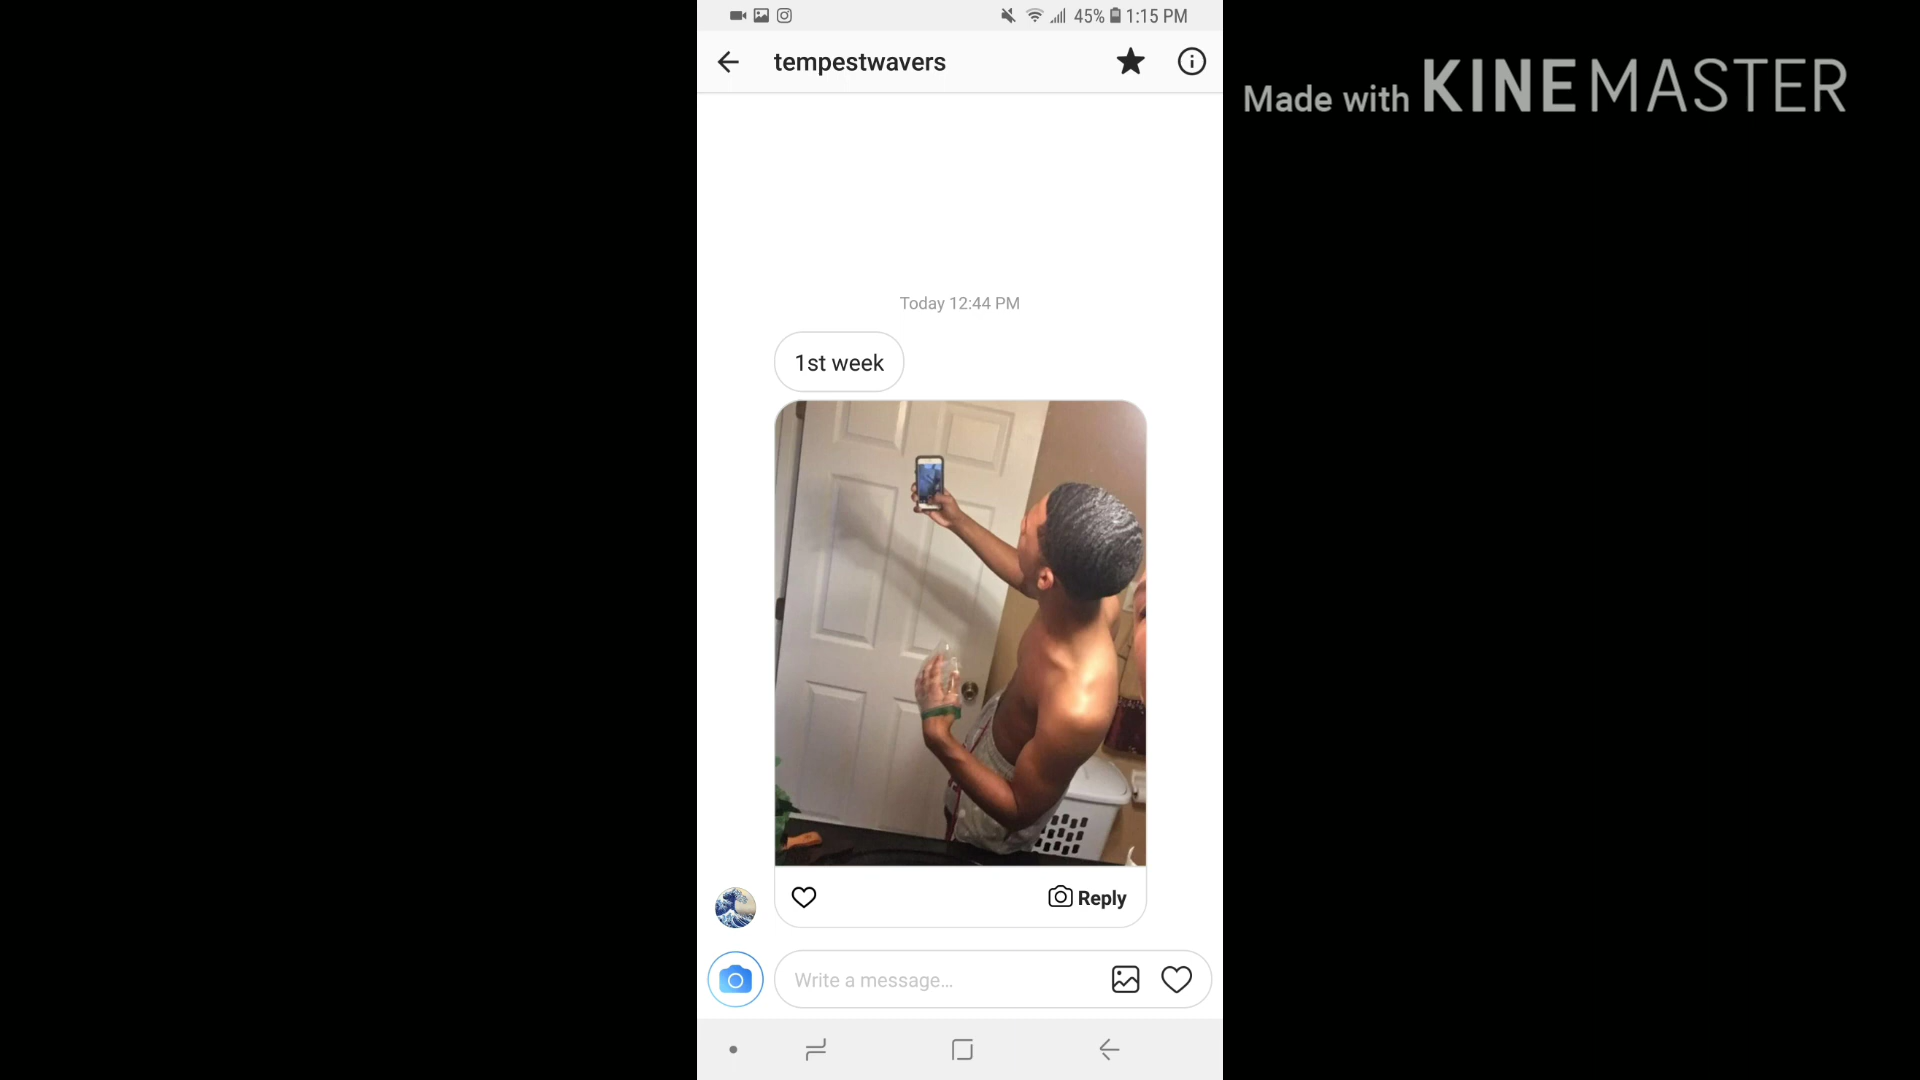 45% 1:15 PM
tempestwavers
Made with KINEMASTER
Today 12:44 PM
1st week
Reply
Write a message...